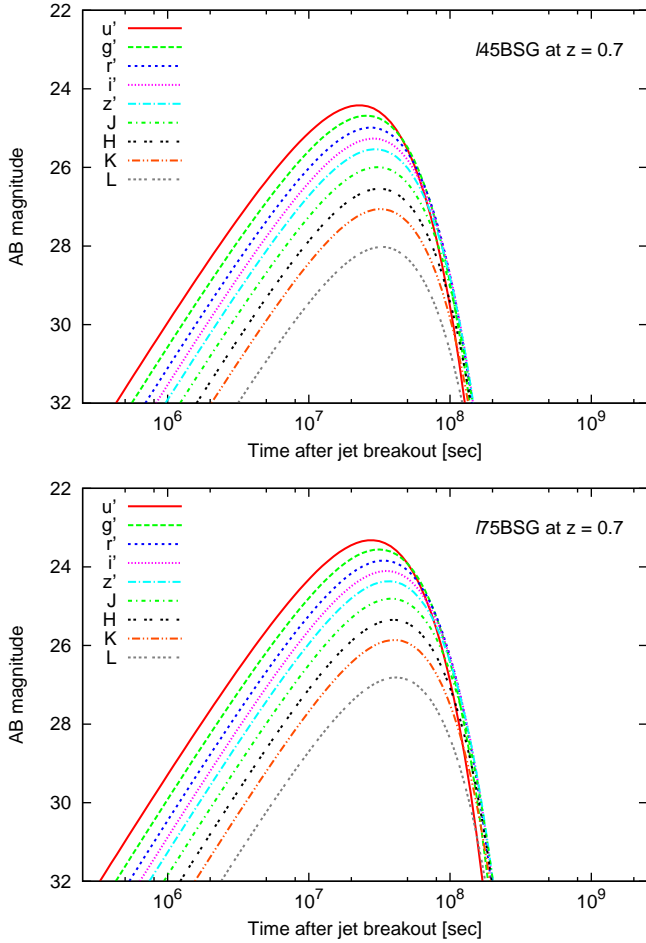 22
24
26
28
30
32
AB magnitude
u'
g'
r'
i'
z'
J
H
K
L
l45BSG at z = 0.7
10^6
10^7
10^8
10^9
Time after jet breakout [sec]
22
24
26
28
30
32
AB magnitude
u'
g'
r'
i'
z'
J
H
K
L
l75BSG at z = 0.7
10^6
10^7
10^8
10^9
Time after jet breakout [sec]